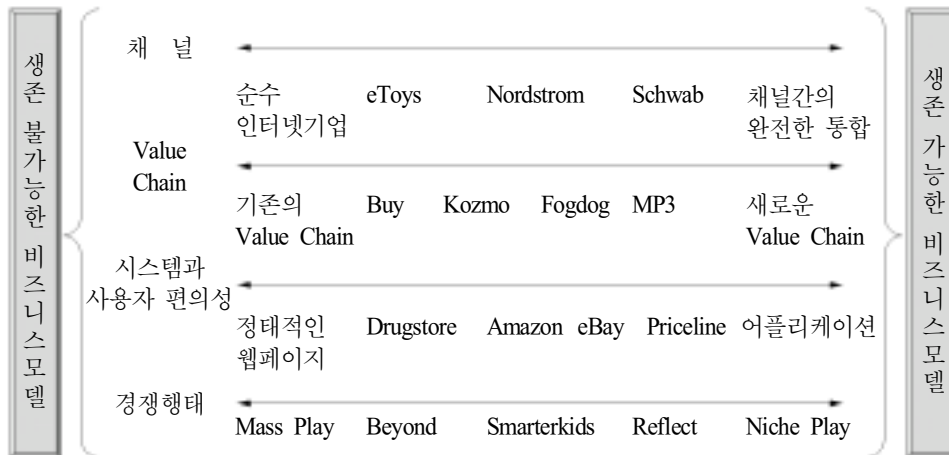 생존 불가능한 비즈니스모델
채 널
순수 eToys Nordstrom Schwab 채널간의
인터넷기업 완전한 통합
Value
Chain
기존의 Buy Kozmo Fogdog MP3 새로운
Value Chain Value Chain
시스템과
사용자 편의성
정태적인 Drugstore Amazon eBay Priceline 어플리케이션
웹페이지
경쟁행태
Mass Play Beyond Smarterkids Reflect Niche Play
생존 가능한 비즈니스모델